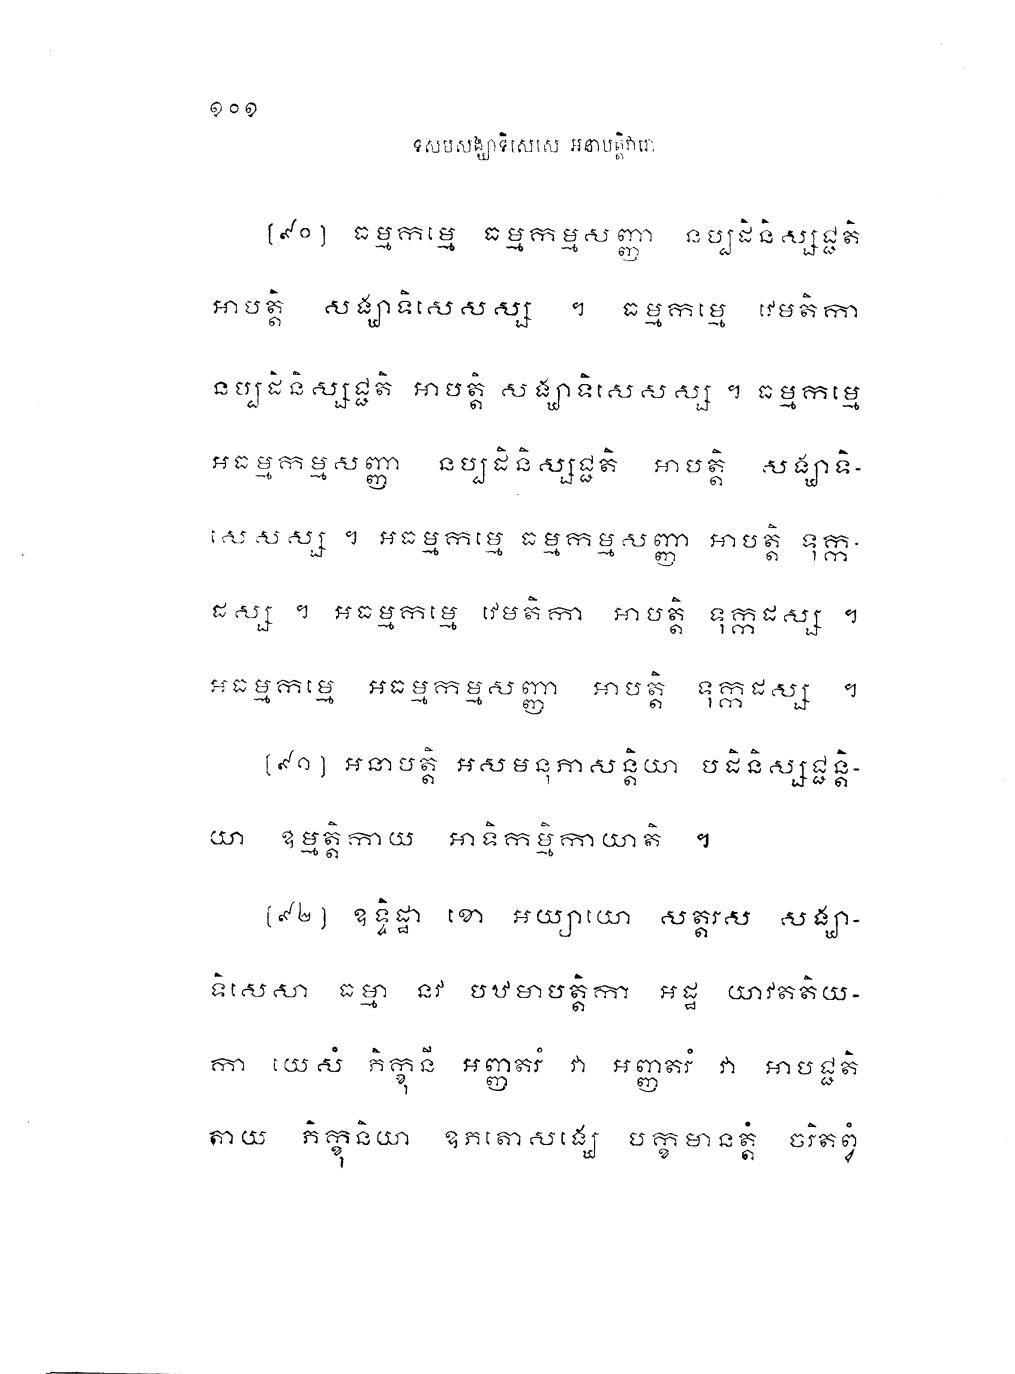 ១០១
ទសមសង្ឃាទិសេសេ អនាបត្តិវារោ
[៩០] ធម្មកម្មេ ធម្មកម្មសញ្ញា នប្បដិនិស្សជ្ជតិ
អាបត្តិ សង្ឃាទិសេសស្ស ។ ធម្មកម្មេ វេមតិកា
នប្បដិនិស្សជ្ជតិ អាបត្តិ សង្ឃាទិសេសស្ស ។ ធម្មកម្មេ
អធម្មកម្មសញ្ញា នប្បដិនិស្សជ្ជតិ អាបត្តិ សង្ឃាទិ-
សេសស្ស ។ អធម្មកម្មេ ធម្មកម្មសញ្ញា អាបត្តិ ទុក្ក-
ដស្ស ។ អធម្មកម្មេ វេមតិកា អាបត្តិ ទុក្កដស្ស ។
អធម្មកម្មេ អធម្មកម្មសញ្ញា អាបត្តិ ទុក្កដស្ស ។
[៩១] អនាបត្តិ អសមនុភាសន្តិយា បដិនិស្សជ្ជន្តិ-
យា ឧម្មត្តិកាយ អាទិកម្មិកាយាតិ ៕
[៩២] ឧទ្ទិដ្ឋា ខោ អយ្យាយោ សត្តរស សង្ឃា-
ទិសេសា ធម្មា នវ បឋមាបត្តិកា អដ្ឋ យាវតតិយ-
កា យេសំ ភិក្ខុនី អញ្ញតរំ វា អញ្ញតរំ វា អាបជ្ជតិ
តាយ ភិក្ខុនិយា ឧភតោសង្ឃេ បក្ខមានត្តំ ចរិតព្វំ